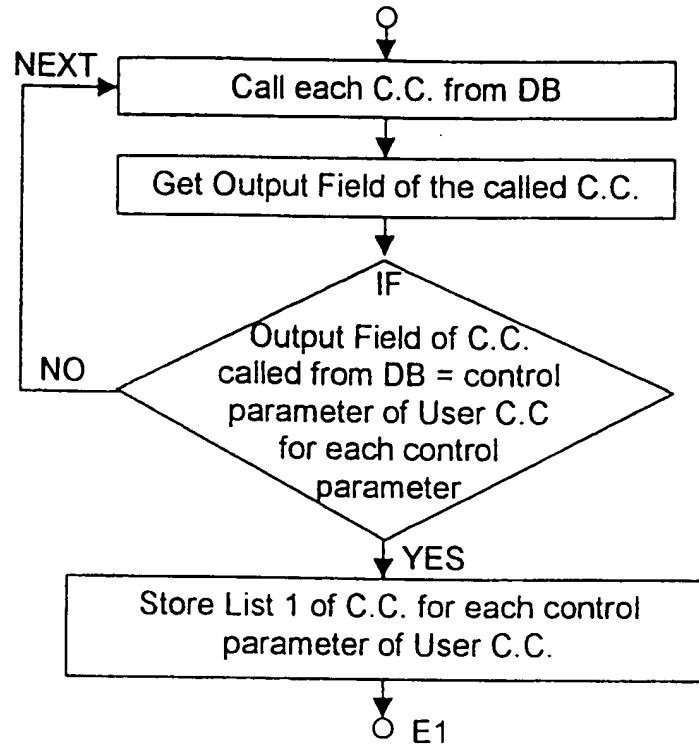 NEXT
Call each C.C. from DB
Get Output Field of the called C.C.
IF
Output Field of C.C.
called from DB = control
parameter of User C.C
for each control
parameter
NO
YES
Store List 1 of C.C. for each control
parameter of User C.C.
E1